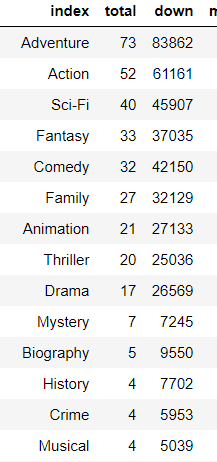 index total down
Adventure 73 83862
Action 52 61161
Sci-Fi 40 45907
Fantasy 33 37035
Comedy 32 42150
Family 27 32129
Animation 21 27133
Thriller 20 25036
Drama 17 26569
Mystery 7 7245
Biography 5 9550
History 4 7702
Crime 4 5953
Musical 4 5039